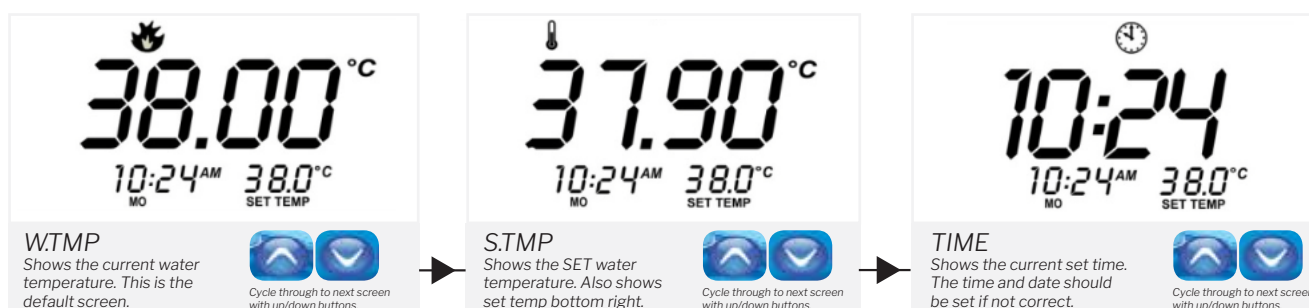 38.00°C
10:24AM 38.0°C
MO SET TEMP
W.TMP
Shows the current water
temperature. This is the
default screen.
Cycle through to next screen
with up/down buttons
37.90°C
10:24AM 38.0°C
MO SET TEMP
S.TMP
Shows the SET water
temperature. Also shows
set temp bottom right.
Cycle through to next screen
with up/down buttons
10:24
10:24AM 38.0°C
MO SET TEMP
TIME
Shows the current set time.
The time and date should
be set if not correct.
Cycle through to next screen
with up/down buttons